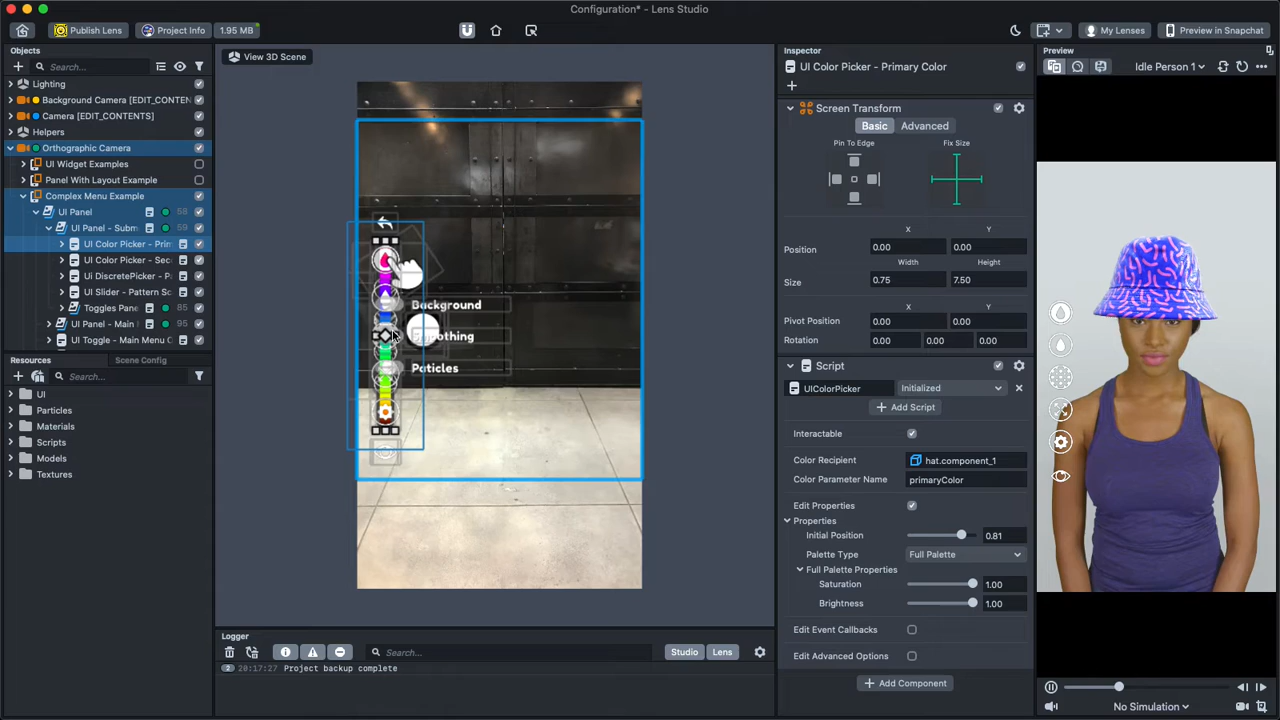 Configuration* - Lens Studio
Publish Lens
Project Info
1.95 MB
My Lenses
Preview in Snapchat
Objects
Search...
Lighting
Background Camera [EDIT_CONTEN
Camera [EDIT_CONTENTS]
Helpers
Orthographic Camera
UI Widget Examples
Panel With Layout Example
Complex Menu Example
UI Panel 58
UI Panel - Subm 59
UI Color Picker - Prin
UI Color Picker - Sec
Ui DiscretePicker - P
UI Slider - Pattern Sc
Toggles Pane
UI Panel - Main 95
UI Toggle - Main Menu C
Resources
Scene Config
Search...
UI
Particles
Materials
Scripts
Models
Textures
View 3D Scene
Background
Paticles
Logger
Search...
Studio
Lens
2 20:17:27 Project backup complete
Inspector
UI Color Picker - Primary Color
Screen Transform
Basic
Advanced
Pin To Edge
Fix Size
X Y
Position 0.00 0.00
Width Height
Size 0.75 7.50
X Y
Pivot Position 0.00 0.00
Rotation 0.00 0.00 0.00
Script
UIColorPicker
Initialized
Add Script
Interactable
Color Recipient hat.component_1
Color Parameter Name primaryColor
Edit Properties
Properties
Initial Position 0.81
Palette Type Full Palette
Full Palette Properties
Saturation 1.00
Brightness 1.00
Edit Event Callbacks
Edit Advanced Options
Add Component
Preview
Idle Person 1
No Simulation